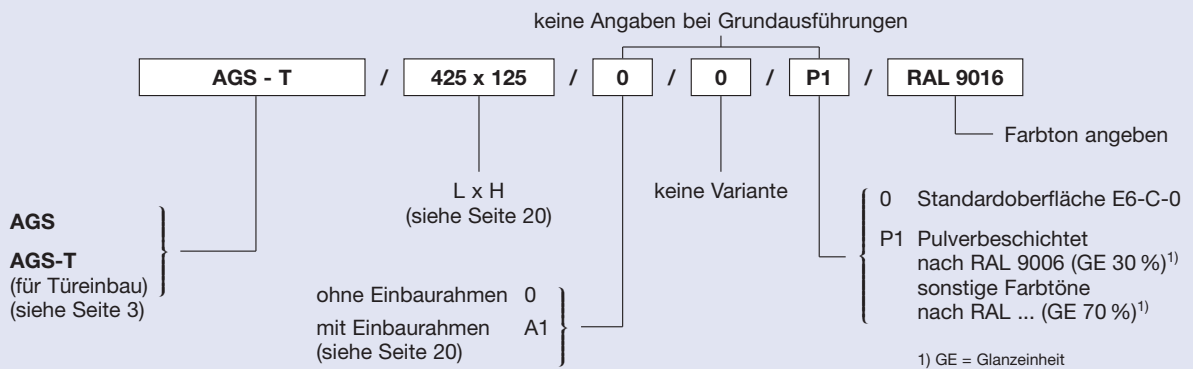 keine Angaben bei Grundausführungen
AGS - T / 425 x 125 / 0 / 0 / P1 / RAL 9016
Farbton angeben
L x H
(siehe Seite 20)
keine Variante
AGS
AGS-T
(für Türeinbau)
(siehe Seite 3)
ohne Einbaurahmen 0
mit Einbaurahmen A1
(siehe Seite 20)
0 Standardoberfläche E6-C-0
P1 Pulverbeschichtet
nach RAL 9006 (GE 30 %)1)
sonstige Farbtöne
nach RAL ... (GE 70 %)1)
1) GE = Glanzeinheit